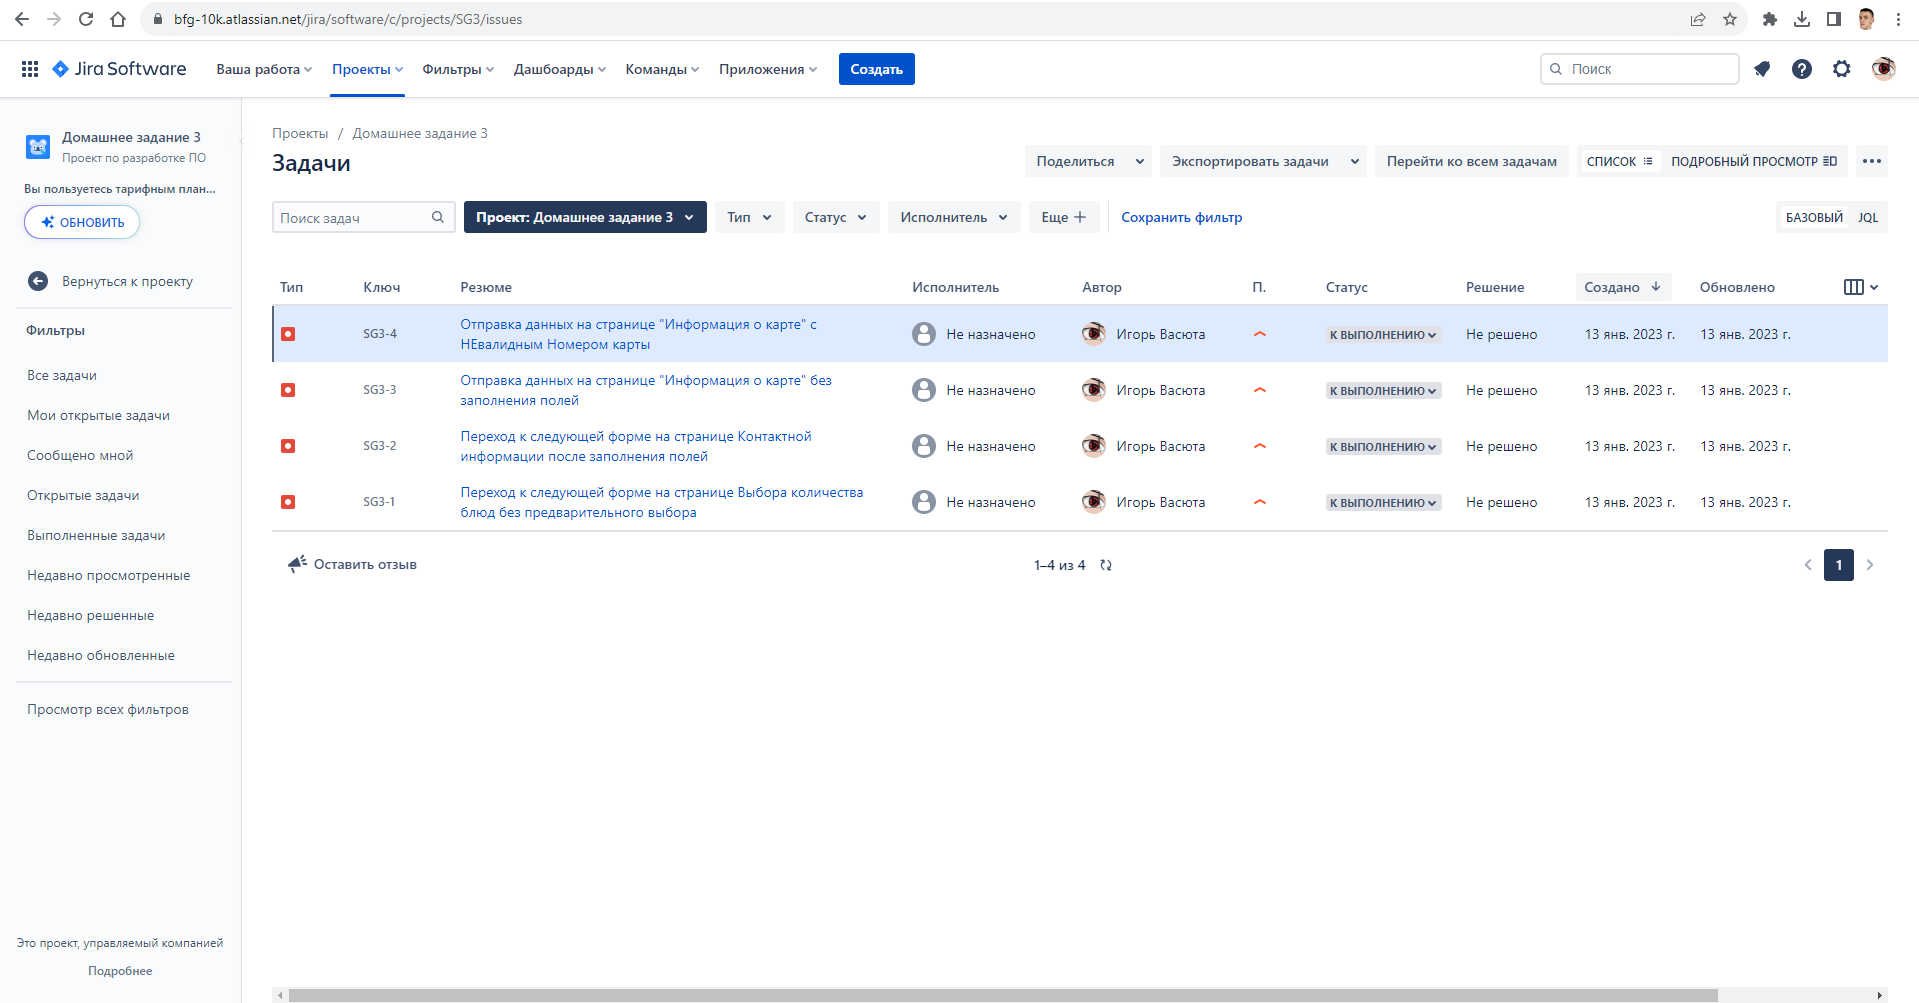 bfg-10k.atlassian.net/jira/software/c/projects/SG3/issues
Jira Software
Ваша работа
Проекты
Фильтры
Дашбоарды
Команды
Приложения
Создать
Поиск
Домашнее задание 3
Проект по разработке ПО
Вы пользуетесь тарифным план...
ОБНОВИТЬ
Вернуться к проекту
Фильтры
Все задачи
Мои открытые задачи
Сообщено мной
Открытые задачи
Выполненные задачи
Недавно просмотренные
Недавно решенные
Недавно обновленные
Просмотр всех фильтров
Это проект, управляемый компанией
Подробнее
Проекты / Домашнее задание 3
Задачи
Поделиться
Экспортировать задачи
Перейти ко всем задачам
СПИСОК
ПОДРОБНЫЙ ПРОСМОТР
Поиск задач
Проект: Домашнее задание 3
Тип
Статус
Исполнитель
Еще
Сохранить фильтр
БАЗОВЫЙ
JQL
Тип Ключ Резюме Исполнитель Автор П. Статус Решение Создано Обновлено
SG3-4
Отправка данных на странице "Информация о карте" с
НЕвалидным Номером карты
Не назначено Игорь Васюта К ВЫПОЛНЕНИЮ Не решено 13 янв. 2023 г. 13 янв. 2023 г.
SG3-3
Отправка данных на странице "Информация о карте" без
заполнения полей
Не назначено Игорь Васюта К ВЫПОЛНЕНИЮ Не решено 13 янв. 2023 г. 13 янв. 2023 г.
SG3-2
Переход к следующей форме на странице Контактной
информации после заполнения полей
Не назначено Игорь Васюта К ВЫПОЛНЕНИЮ Не решено 13 янв. 2023 г. 13 янв. 2023 г.
SG3-1
Переход к следующей форме на странице Выбора количества
блюд без предварительного выбора
Не назначено Игорь Васюта К ВЫПОЛНЕНИЮ Не решено 13 янв. 2023 г. 13 янв. 2023 г.
Оставить отзыв
1–4 из 4
1